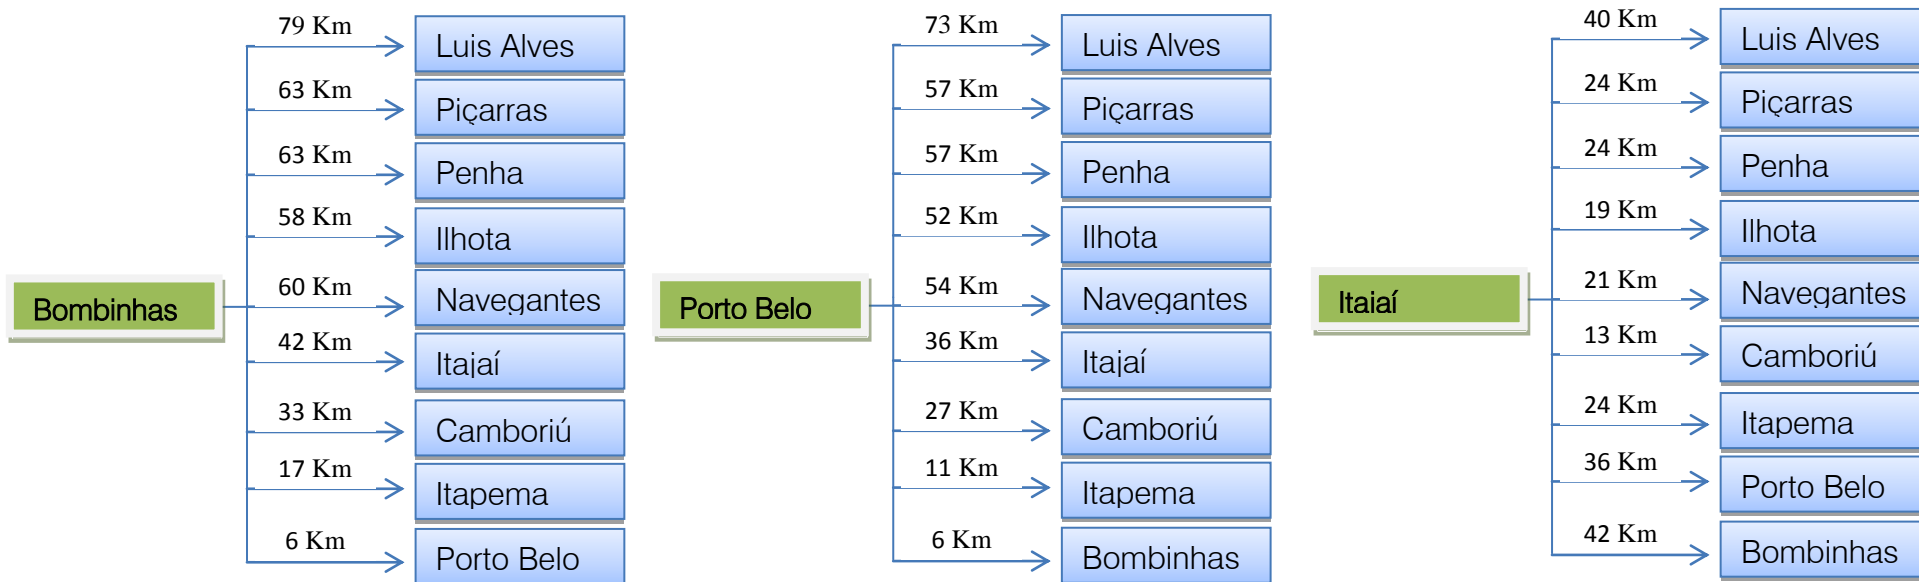 79 Km
Luis Alves
63 Km
Piçarras
63 Km
Penha
58 Km
Ilhota
Bombinhas
60 Km
Navegantes
42 Km
Itajaí
33 Km
Camboriú
17 Km
Itapema
6 Km
Porto Belo
73 Km
Luis Alves
57 Km
Piçarras
57 Km
Penha
52 Km
Ilhota
Porto Belo
54 Km
Navegantes
36 Km
Itajaí
27 Km
Camboriú
11 Km
Itapema
6 Km
Bombinhas
40 Km
Luis Alves
24 Km
Piçarras
24 Km
Penha
19 Km
Ilhota
Itajaí
21 Km
Navegantes
13 Km
Camboriú
24 Km
Itapema
36 Km
Porto Belo
42 Km
Bombinhas